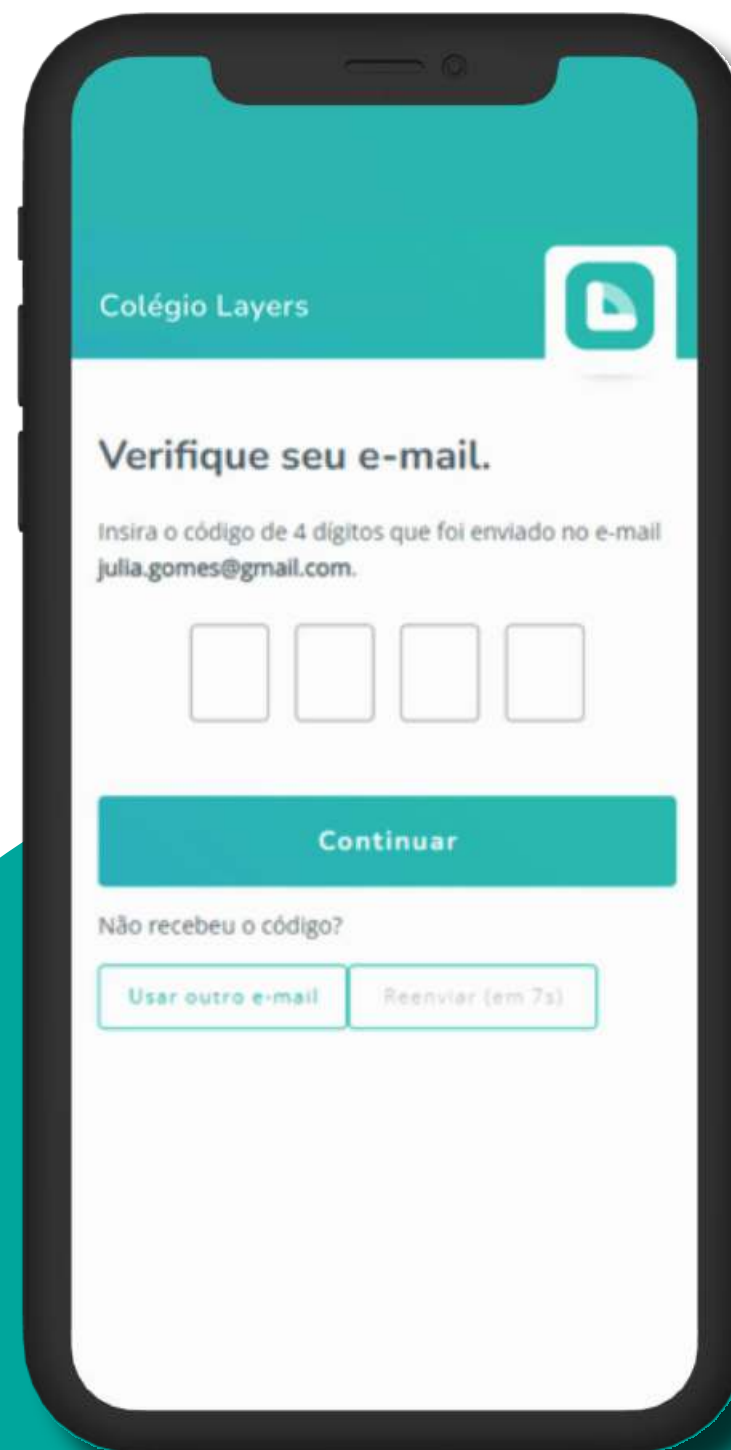 Colégio Layers
Verifique seu e-mail.
Insira o código de 4 dígitos que foi enviado no e-mail
julia.gomes@gmail.com.
Continuar
Não recebeu o código?
Usar outro e-mail Reenviar (em 7s)